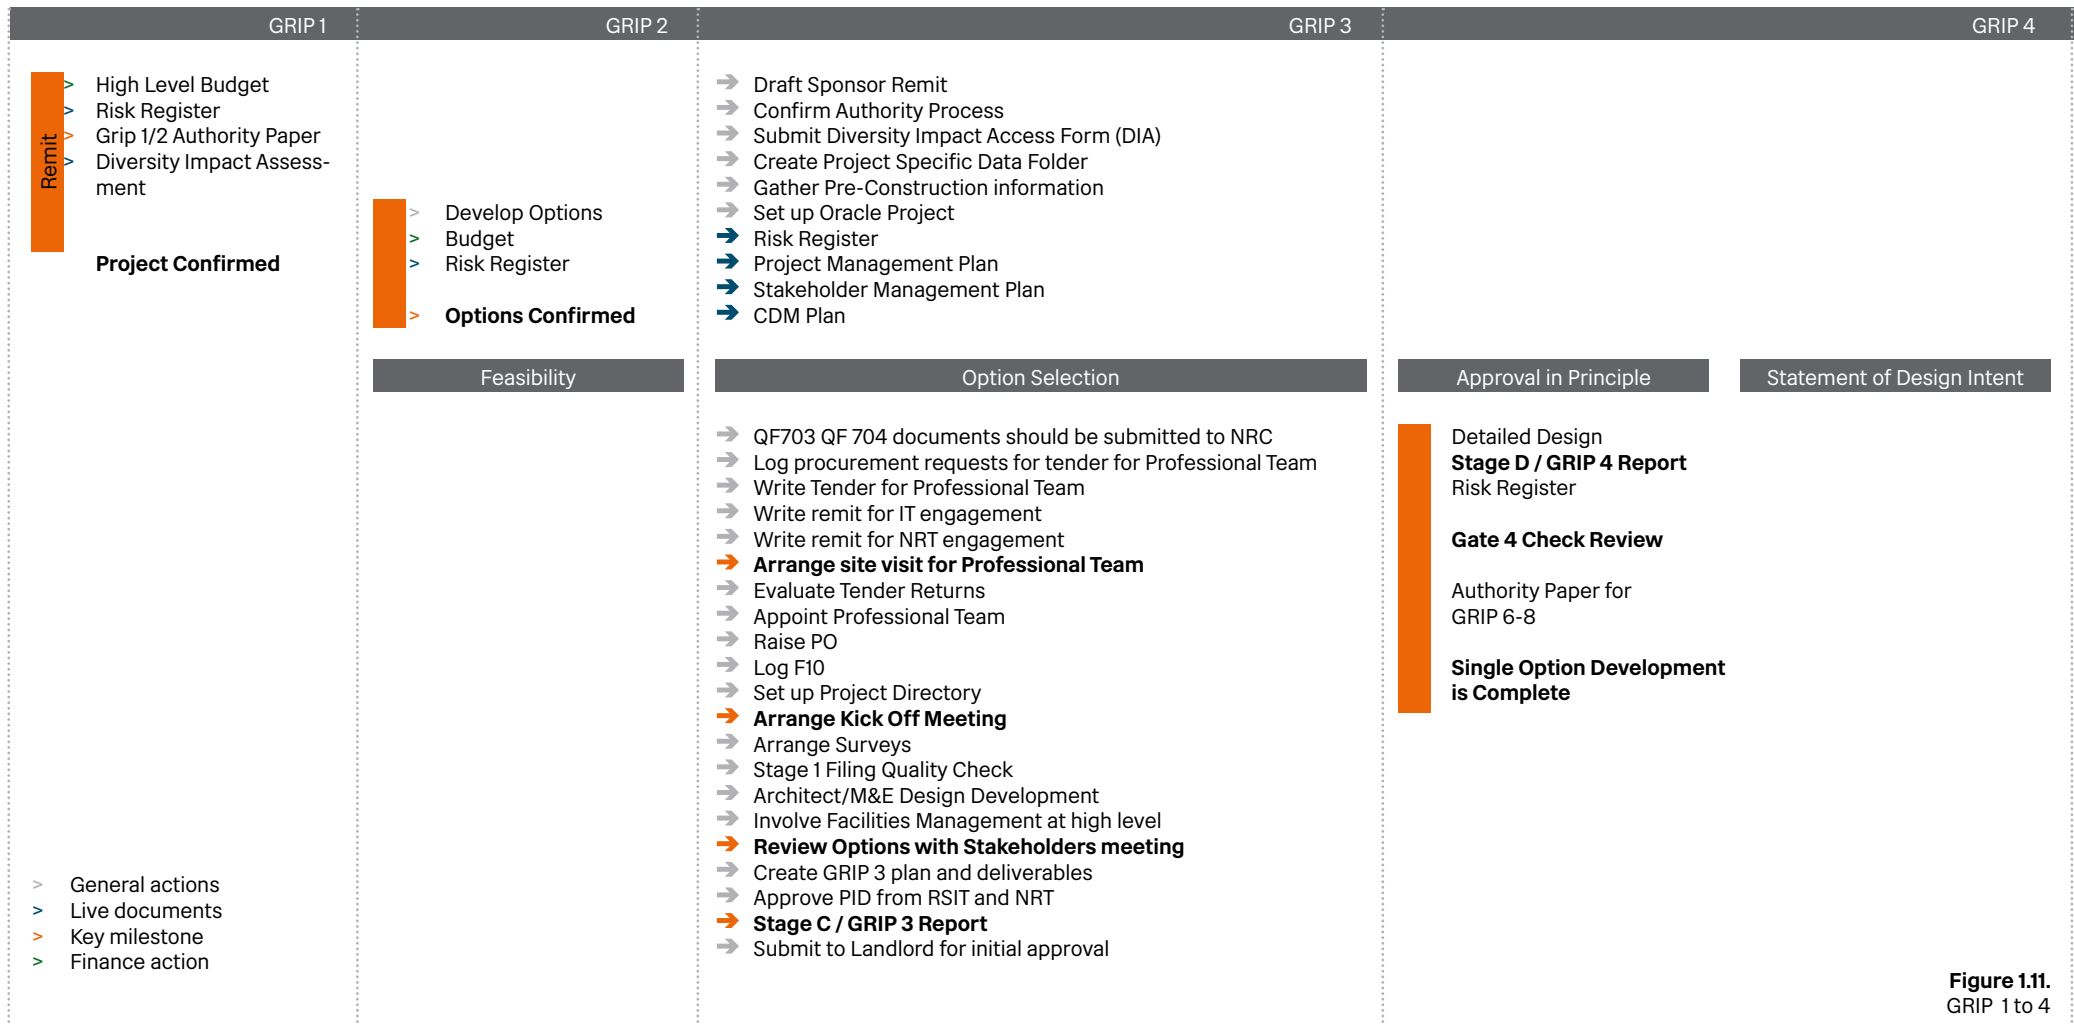 GRIP 1
GRIP 2
GRIP 3
GRIP 4
Remit
> High Level Budget
> Risk Register
> Grip 1/2 Authority Paper
> Diversity Impact Assess-
ment
Project Confirmed
> Develop Options
> Budget
> Risk Register
> Options Confirmed
Feasibility
➔ Draft Sponsor Remit
➔ Confirm Authority Process
➔ Submit Diversity Impact Access Form (DIA)
➔ Create Project Specific Data Folder
➔ Gather Pre-Construction information
➔ Set up Oracle Project
➔ Risk Register
➔ Project Management Plan
➔ Stakeholder Management Plan
➔ CDM Plan
Option Selection
➔ QF703 QF 704 documents should be submitted to NRC
➔ Log procurement requests for tender for Professional Team
➔ Write Tender for Professional Team
➔ Write remit for IT engagement
➔ Write remit for NRT engagement
➔ Arrange site visit for Professional Team
➔ Evaluate Tender Returns
➔ Appoint Professional Team
➔ Raise PO
➔ Log F10
➔ Set up Project Directory
➔ Arrange Kick Off Meeting
➔ Arrange Surveys
➔ Stage 1 Filing Quality Check
➔ Architect/M&E Design Development
➔ Involve Facilities Management at high level
➔ Review Options with Stakeholders meeting
➔ Create GRIP 3 plan and deliverables
➔ Approve PID from RSIT and NRT
➔ Stage C / GRIP 3 Report
➔ Submit to Landlord for initial approval
Approval in Principle
Statement of Design Intent
Detailed Design
Stage D / GRIP 4 Report
Risk Register
Gate 4 Check Review
Authority Paper for
GRIP 6-8
Single Option Development
is Complete
> General actions
> Live documents
> Key milestone
> Finance action
Figure 1.11.
GRIP 1 to 4